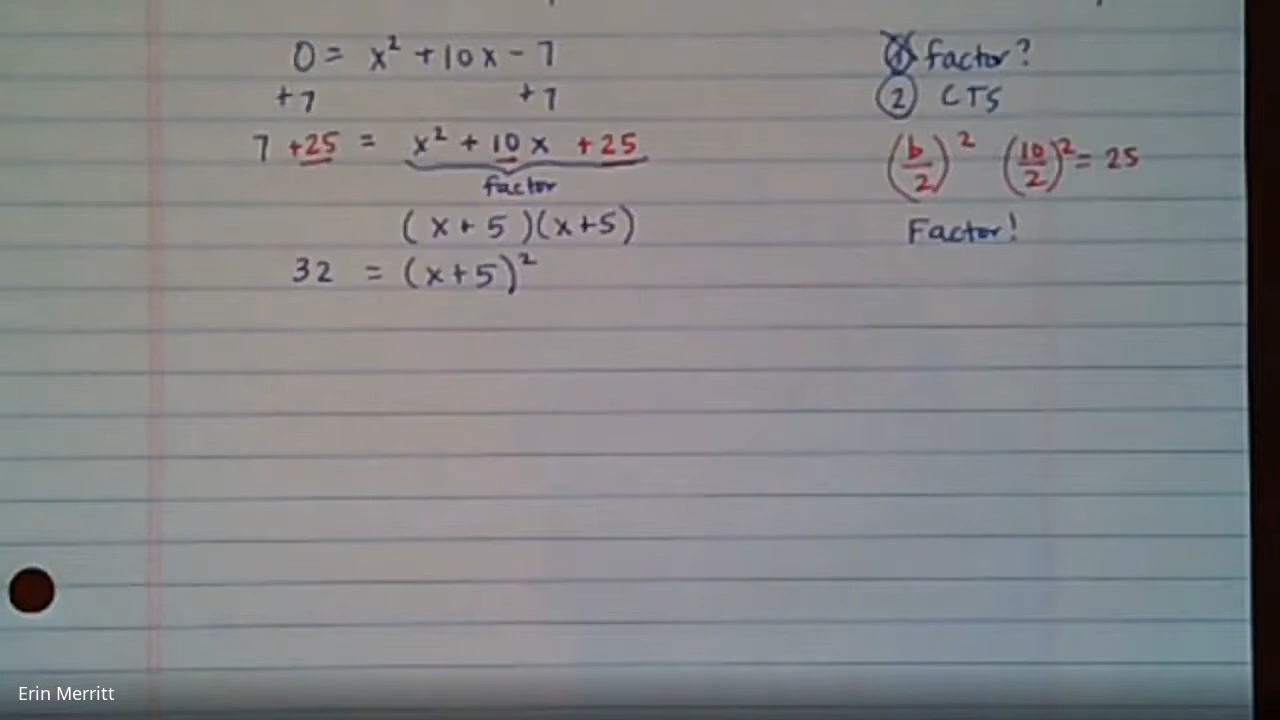 0 = x² + 10x - 7
+7 +7
7 +25 = x² + 10x +25
factor
(x + 5)(x+5)
32 = (x+5)²
① factor?
② CTS
(b/2)² (10/2)² = 25
Factor!
Erin Merritt